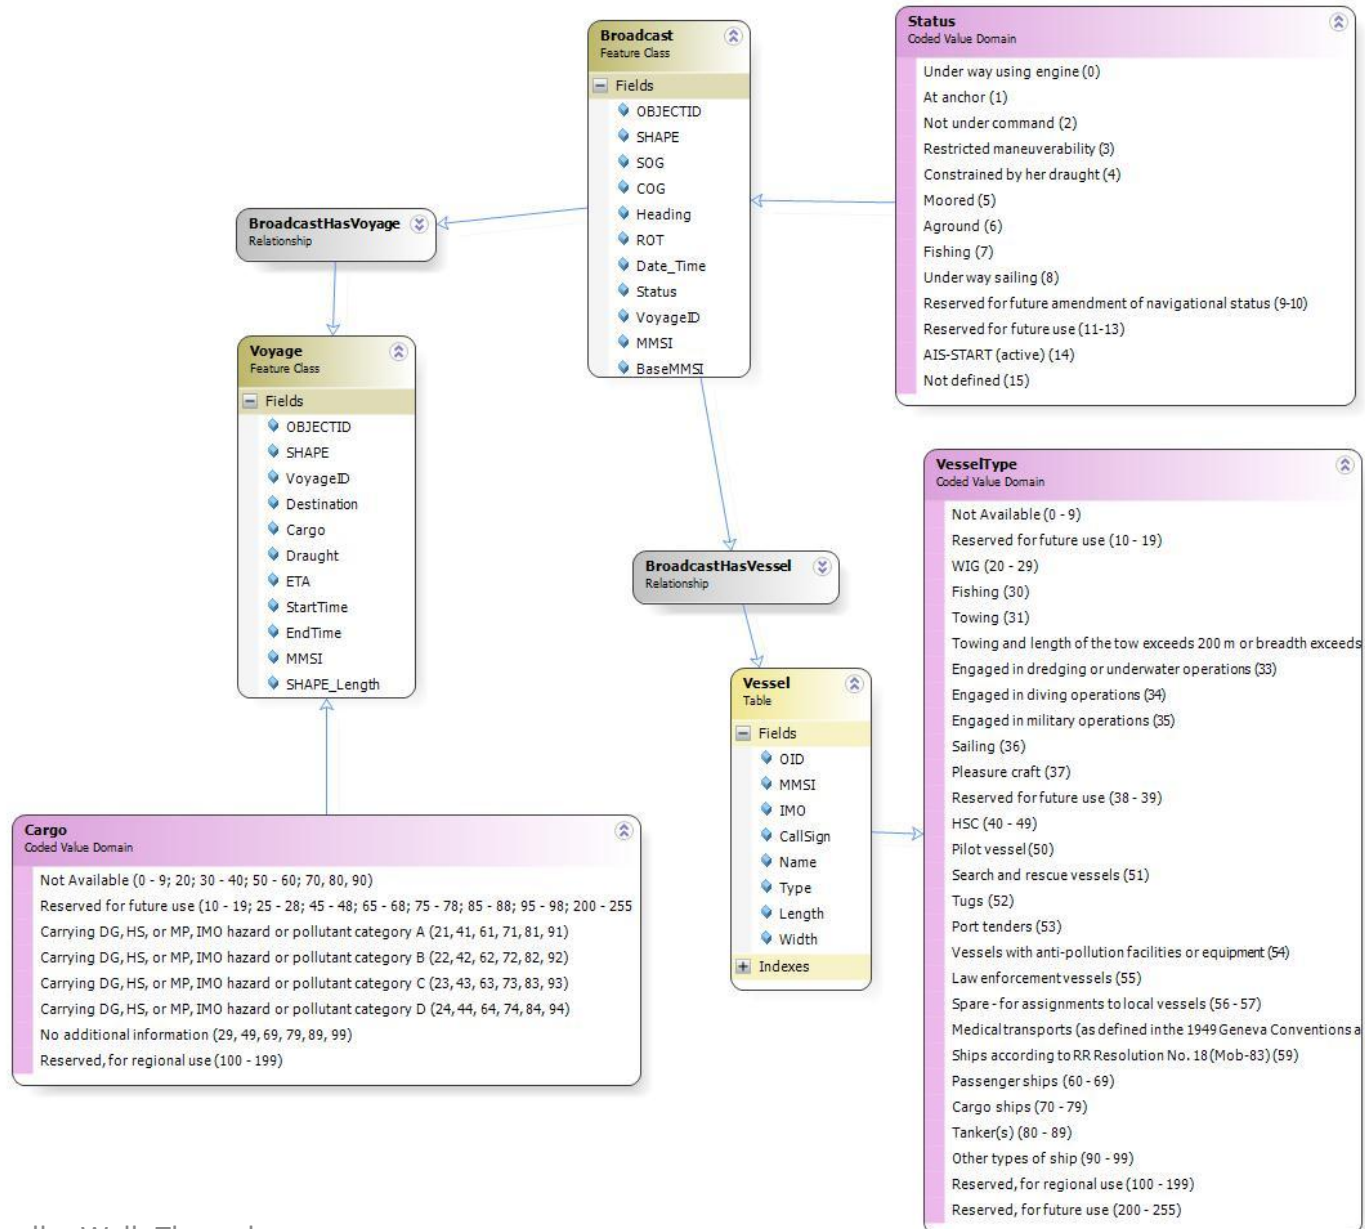 Broadcast
Feature Class
Fields
OBJECTID
SHAPE
SOG
COG
Heading
ROT
Date_Time
Status
VoyageID
MMSI
BaseMMSI
Status
Coded Value Domain
Under way using engine (0)
At anchor (1)
Not under command (2)
Restricted maneuverability (3)
Constrained by her draught (4)
Moored (5)
Aground (6)
Fishing (7)
Under way sailing (8)
Reserved for future amendment of navigational status (9-10)
Reserved for future use (11-13)
AIS-START (active) (14)
Not defined (15)
BroadcastHasVoyage
Relationship
Voyage
Feature Class
Fields
OBJECTID
SHAPE
VoyageID
Destination
Cargo
Draught
ETA
StartTime
EndTime
MMSI
SHAPE_Length
BroadcastHasVessel
Relationship
Vessel
Table
Fields
OID
MMSI
IMO
CallSign
Name
Type
Length
Width
Indexes
VesselType
Coded Value Domain
Not Available (0 - 9)
Reserved for future use (10 - 19)
WIG (20 - 29)
Fishing (30)
Towing (31)
Towing and length of the tow exceeds 200 m or breadth exceeds
Engaged in dredging or underwater operations (33)
Engaged in diving operations (34)
Engaged in military operations (35)
Sailing (36)
Pleasure craft (37)
Reserved for future use (38 - 39)
HSC (40 - 49)
Pilot vessel (50)
Search and rescue vessels (51)
Tugs (52)
Port tenders (53)
Vessels with anti-pollution facilities or equipment (54)
Law enforcement vessels (55)
Spare - for assignments to local vessels (56 - 57)
Medical transports (as defined in the 1949 Geneva Conventions a
Ships according to RR Resolution No. 18 (Mob-83) (59)
Passenger ships (60 - 69)
Cargo ships (70 - 79)
Tanker(s) (80 - 89)
Other types of ship (90 - 99)
Reserved, for regional use (100 - 199)
Reserved, for future use (200 - 255)
Cargo
Coded Value Domain
Not Available (0 - 9; 20; 30 - 40; 50 - 60; 70, 80, 90)
Reserved for future use (10 - 19; 25 - 28; 45 - 48; 65 - 68; 75 - 78; 85 - 88; 95 - 98; 200 - 255
Carrying DG, HS, or MP, IMO hazard or pollutant category A (21, 41, 61, 71, 81, 91)
Carrying DG, HS, or MP, IMO hazard or pollutant category B (22, 42, 62, 72, 82, 92)
Carrying DG, HS, or MP, IMO hazard or pollutant category C (23, 43, 63, 73, 83, 93)
Carrying DG, HS, or MP, IMO hazard or pollutant category D (24, 44, 64, 74, 84, 94)
No additional information (29, 49, 69, 79, 89, 99)
Reserved, for regional use (100 - 199)